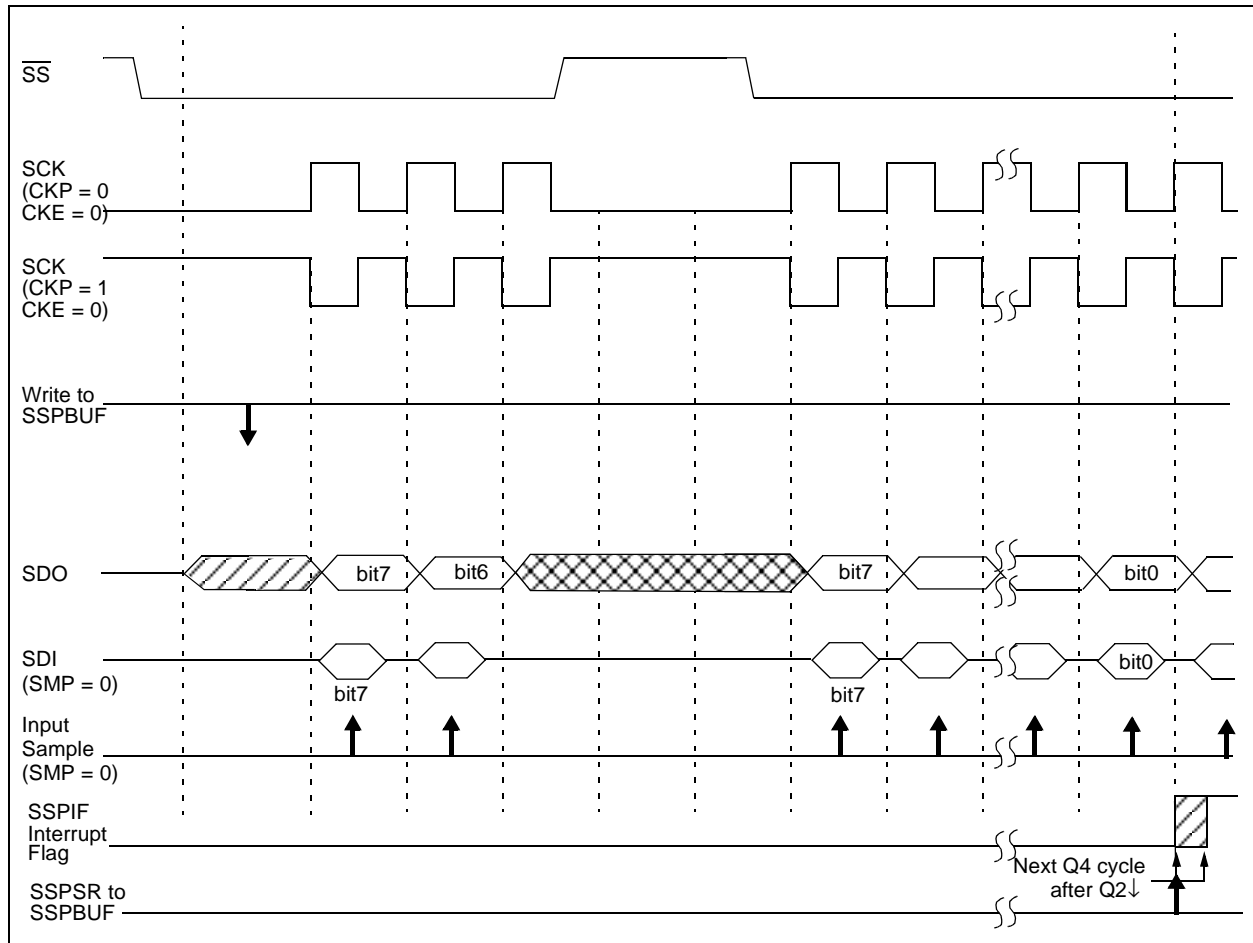 SS
SCK
(CKP = 0
CKE = 0)
SCK
(CKP = 1
CKE = 0)
Write to
SSPBUF
SDO
bit7
bit6
bit7
bit0
SDI
(SMP = 0)
bit7
bit7
bit0
Input
Sample
(SMP = 0)
SSPIF
Interrupt
Flag
Next Q4 cycle
after Q2↓
SSPSR to
SSPBUF